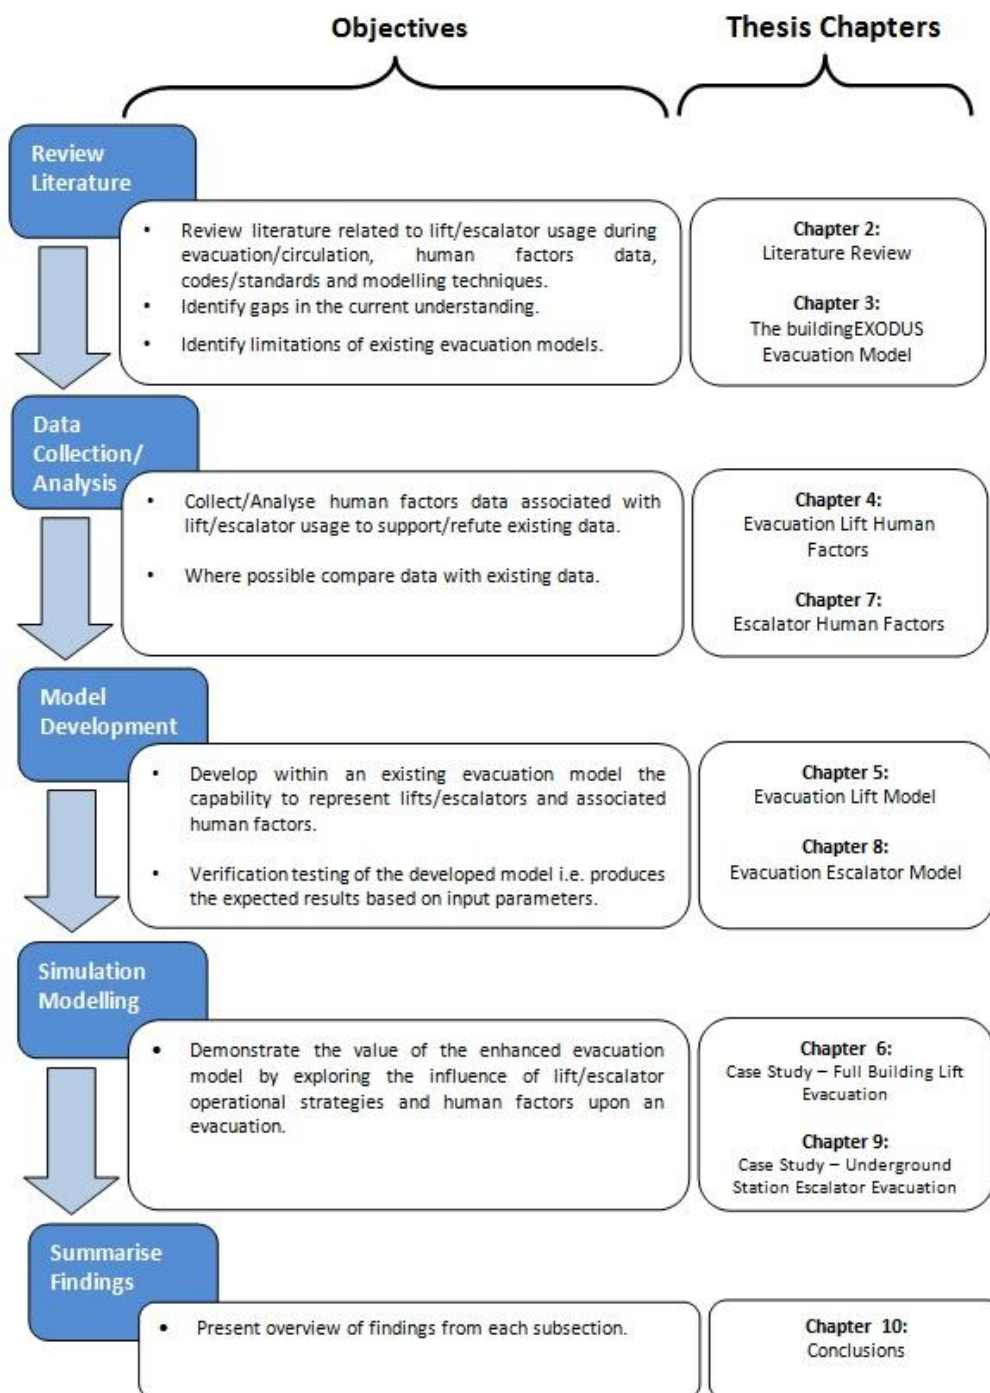 Objectives
Thesis Chapters
Review
Literature
• Review literature related to lift/escalator usage during
evacuation/circulation, human factors data,
codes/standards and modelling techniques.
• Identify gaps in the current understanding.
• Identify limitations of existing evacuation models.
Chapter 2:
Literature Review
Chapter 3:
The buildingEXODUS
Evacuation Model
Data
Collection/
Analysis
• Collect/Analyse human factors data associated with
lift/escalator usage to support/refute existing data.
• Where possible compare data with existing data.
Chapter 4:
Evacuation Lift Human
Factors
Chapter 7:
Escalator Human Factors
Model
Development
• Develop within an existing evacuation model the
capability to represent lifts/escalators and associated
human factors.
• Verification testing of the developed model i.e. produces
the expected results based on input parameters.
Chapter 5:
Evacuation Lift Model
Chapter 8:
Evacuation Escalator Model
Simulation
Modelling
• Demonstrate the value of the enhanced evacuation
model by exploring the influence of lift/escalator
operational strategies and human factors upon an
evacuation.
Chapter 6:
Case Study – Full Building Lift
Evacuation
Chapter 9:
Case Study – Underground
Station Escalator Evacuation
Summarise
Findings
• Present overview of findings from each subsection.
Chapter 10:
Conclusions